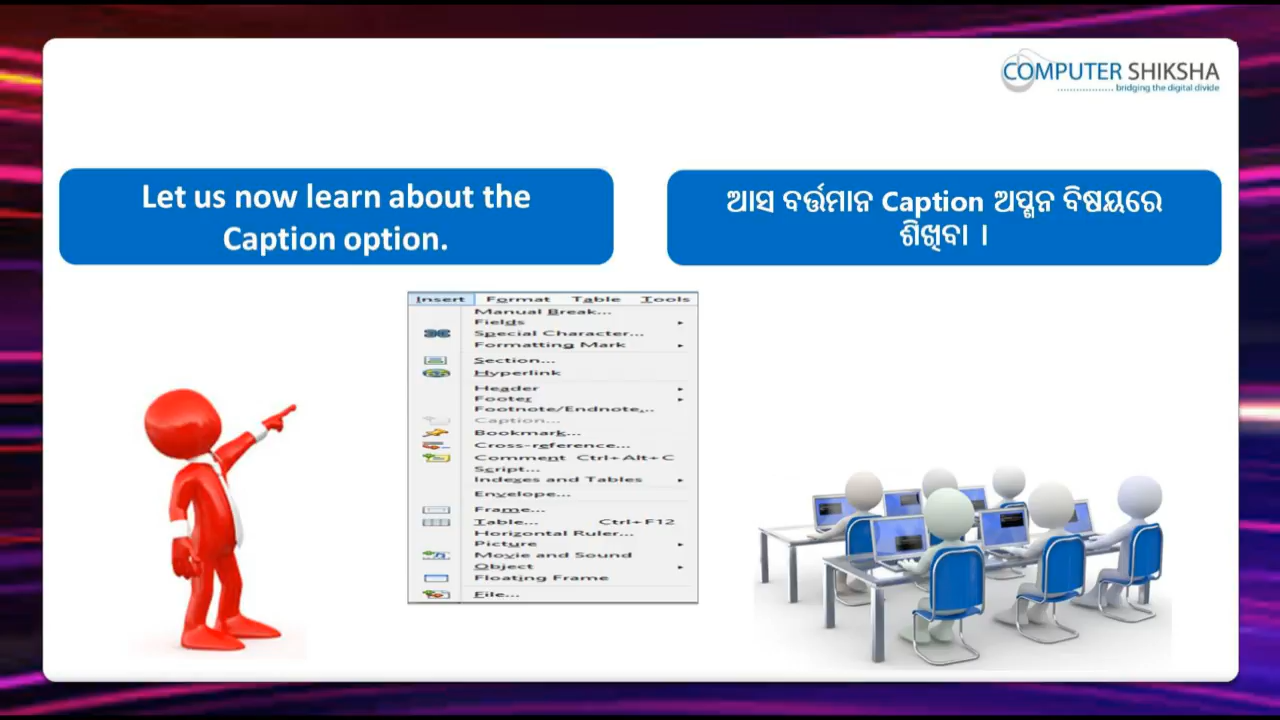 COMPUTER SHIKSHA
bridging the digital divide
Let us now learn about the
Caption option.
ଆସ ବର୍ତ୍ତମାନ Caption ଅପ୍ଶନ ବିଷୟରେ
ଶିଖିବା ।
Insert Format Table Tools
Manual Break...
Fields
Special Character...
Formatting Mark
Section...
Hyperlink
Header
Footer
Footnote/Endnote...
Caption...
Bookmark...
Cross-reference...
Comment Ctrl+Alt+C
Script...
Indexes and Tables
Envelope...
Frame...
Table... Ctrl+F12
Horizontal Ruler...
Picture
Movie and Sound
Object
Floating Frame
File...